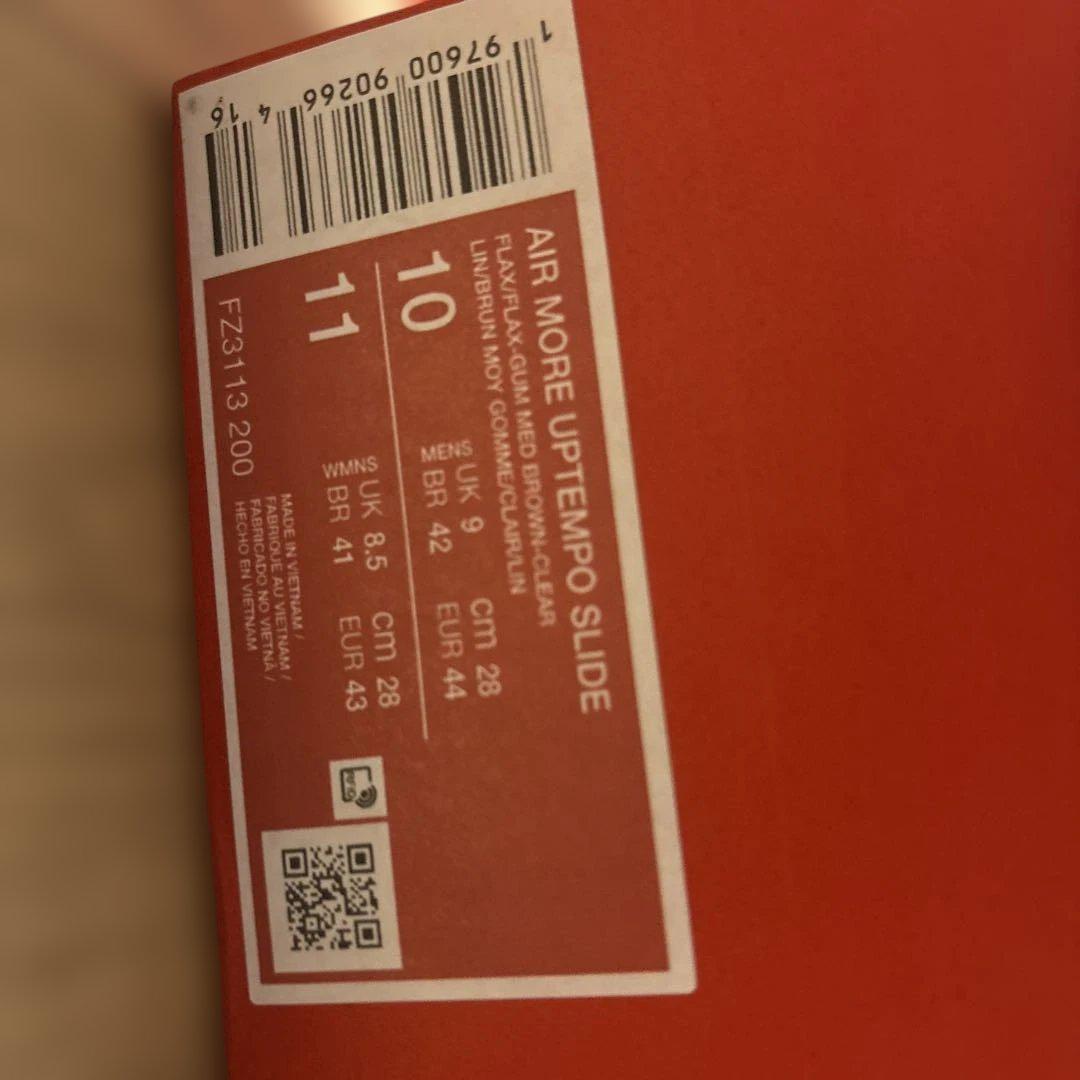 AIR MORE UPTEMPO SLIDE
FLAX/FLAX-GUM MED BROWN-CLEAR
LIN/BRUN MOY GOMME/CLAIR/LIN
10
MENS UK 9 cm 28
BR 42 EUR 44
11
WMNS UK 8.5 cm 28
BR 41 EUR 43
FZ3113 200
MADE IN VIETNAM /
FABRIQUE AU VIETNAM /
FABRICADO NO VIETNÃ /
HECHO EN VIETNAM
1 97600 90266 4 16